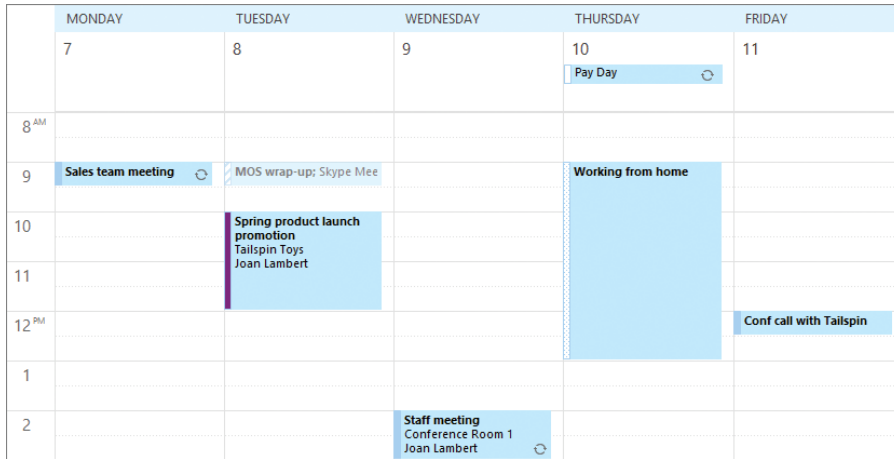 MONDAY TUESDAY WEDNESDAY THURSDAY FRIDAY
7 8 9 10 11
Pay Day
8 AM
9 Sales team meeting MOS wrap-up; Skype Mee Working from home
10 Spring product launch
promotion
Tailspin Toys
Joan Lambert
11
12 PM Conf call with Tailspin
1
2 Staff meeting
Conference Room 1
Joan Lambert